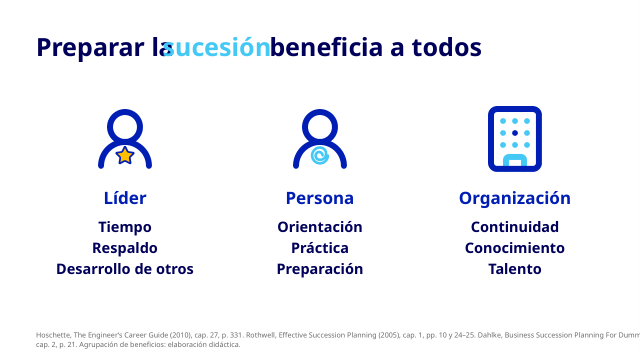 Preparar la sucesión beneficia a todos
Líder
Tiempo
Respaldo
Desarrollo de otros
Persona
Orientación
Práctica
Preparación
Organización
Continuidad
Conocimiento
Talento
Hoschette, The Engineer's Career Guide (2010), cap. 27, p. 331. Rothwell, Effective Succession Planning (2005), cap. 1, pp. 10 y 24–25. Dahlke, Business Succession Planning For
cap. 2, p. 21. Agrupación de beneficios: elaboración didáctica.